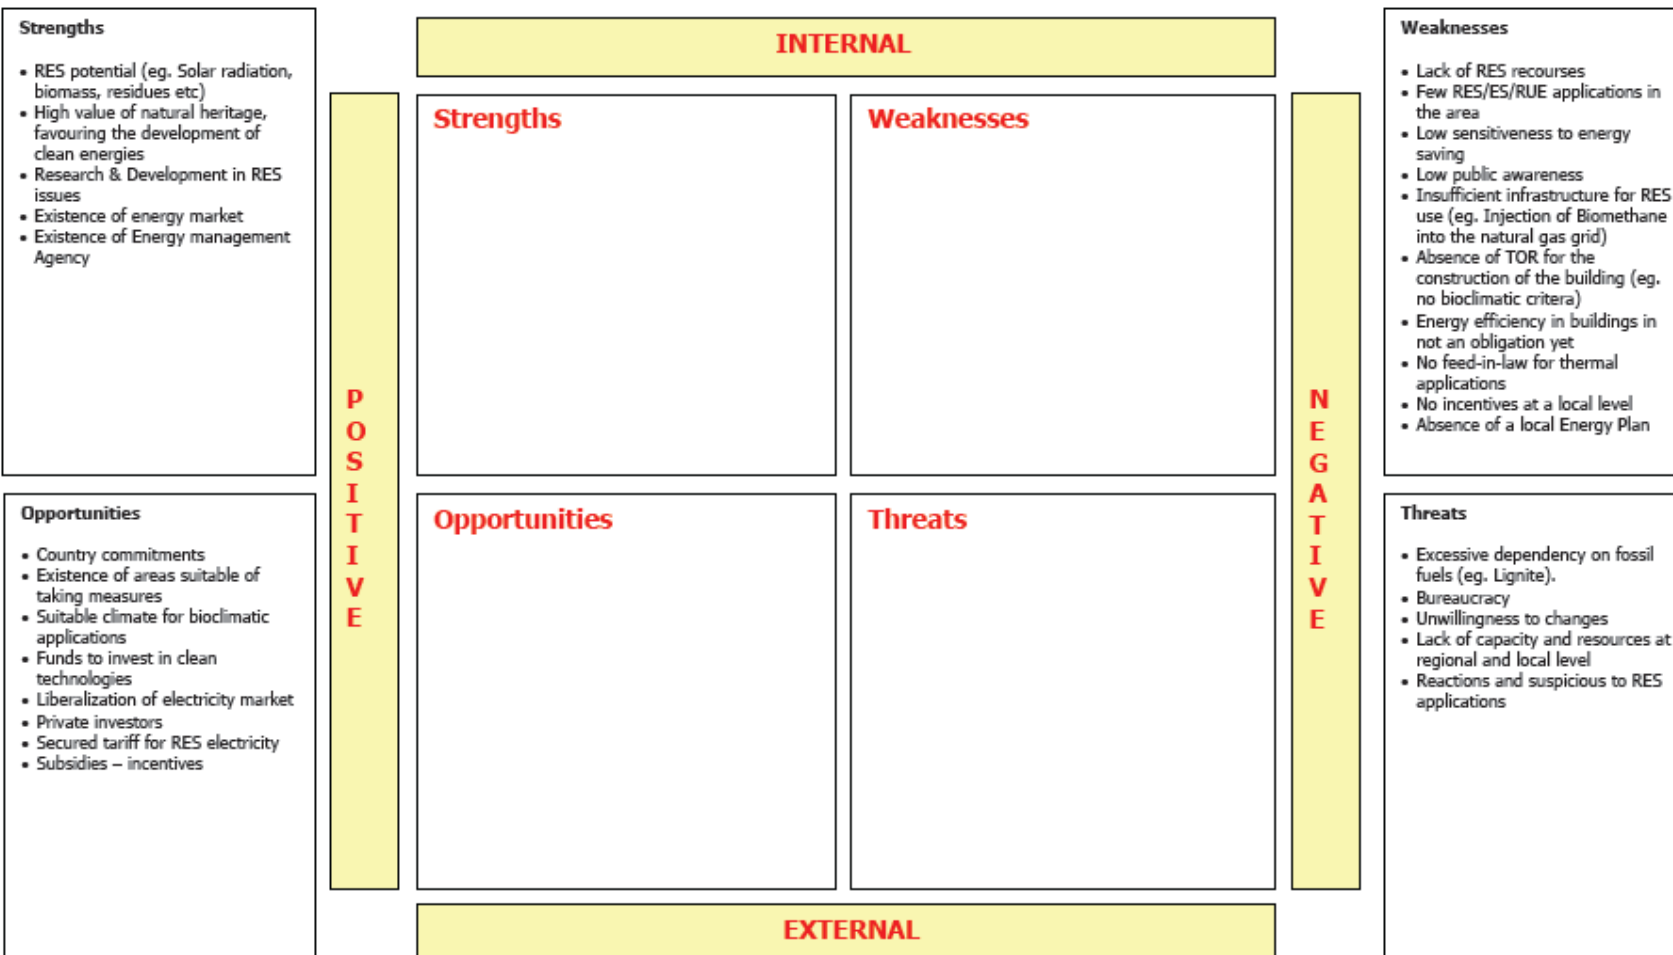 Strengths
• RES potential (eg. Solar radiation,
biomass, residues etc)
• High value of natural heritage,
favouring the development of
clean energies
• Research & Development in RES
issues
• Existence of energy market
• Existence of Energy management
Agency
Opportunities
• Country commitments
• Existence of areas suitable of
taking measures
• Suitable climate for bioclimatic
applications
• Funds to invest in clean
technologies
• Liberalization of electricity market
• Private investors
• Secured tariff for RES electricity
• Subsidies – incentives
INTERNAL
POSITIVE
Strengths
Weaknesses
Opportunities
Threats
NEGATIVE
EXTERNAL
Weaknesses
• Lack of RES recourses
• Few RES/ES/RUE applications in
the area
• Low sensitiveness to energy
saving
• Low public awareness
• Insufficient infrastructure for RES
use (eg. Injection of Biomethane
into the natural gas grid)
• Absence of TOR for the
construction of the building (eg.
no bioclimatic critera)
• Energy efficiency in buildings in
not an obligation yet
• No feed-in-law for thermal
applications
• No incentives at a local level
• Absence of a local Energy Plan
Threats
• Excessive dependency on fossil
fuels (eg. Lignite).
• Bureaucracy
• Unwillingness to changes
• Lack of capacity and resources at
regional and local level
• Reactions and suspicious to RES
applications